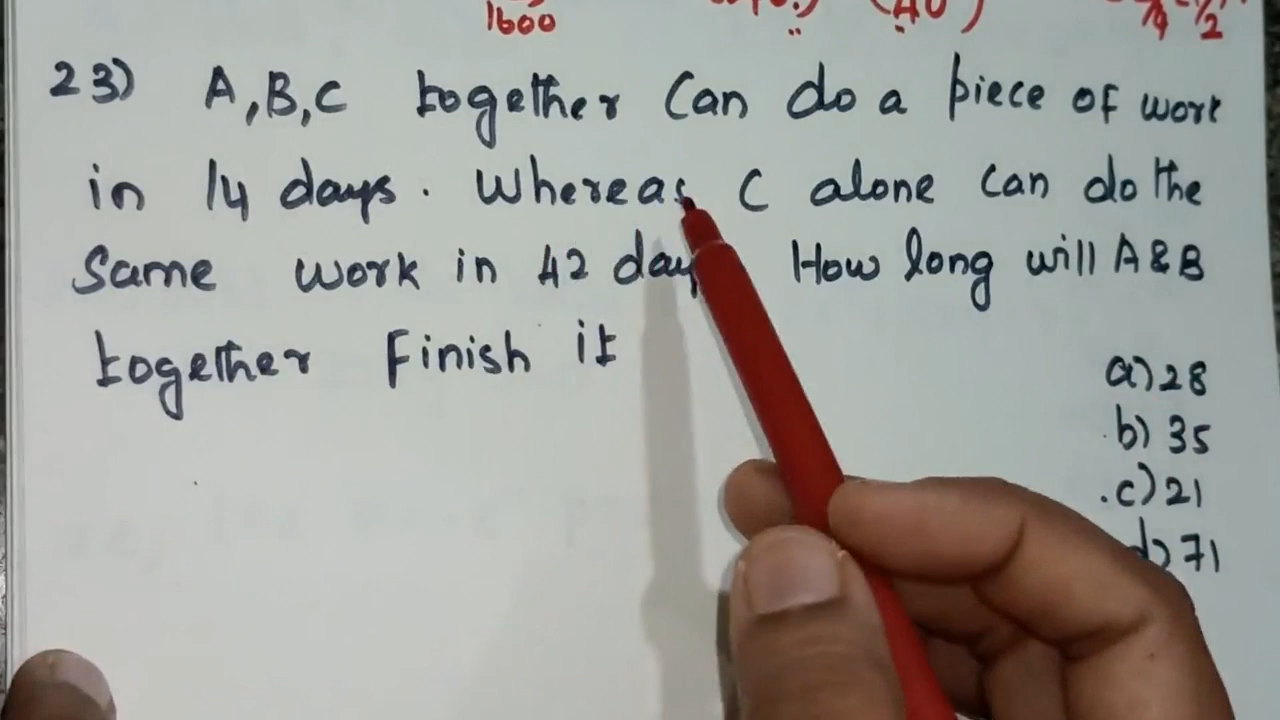 1600
23) A,B,C together can do a piece of work
in 14 days. Whereas C alone can do the
same work in 42 days How long will A & B
together Finish it
a) 28
b) 35
c) 21
d) 71